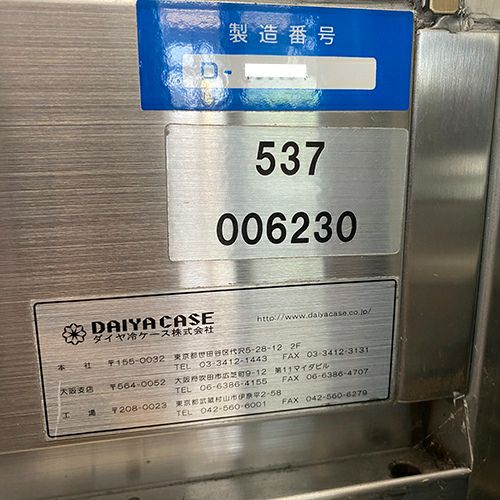 製造番号
D-
537
006230
DAIYA CASE http://www.daiyacase.co.jp/
ダイヤ冷ケース株式会社
本 社 〒155-0032 東京都世田谷区代沢5-28-12 2F
TEL 03-3412-1443 FAX 03-3412-3131
大阪支店 〒564-0052 大阪府吹田市広芝町9-12 第11マイダビル
TEL 06-6386-4155 FAX 06-6386-4707
工 場 〒208-0023 東京都武蔵村山市伊奈平2-58
TEL 042-560-6001 FAX 042-560-6279